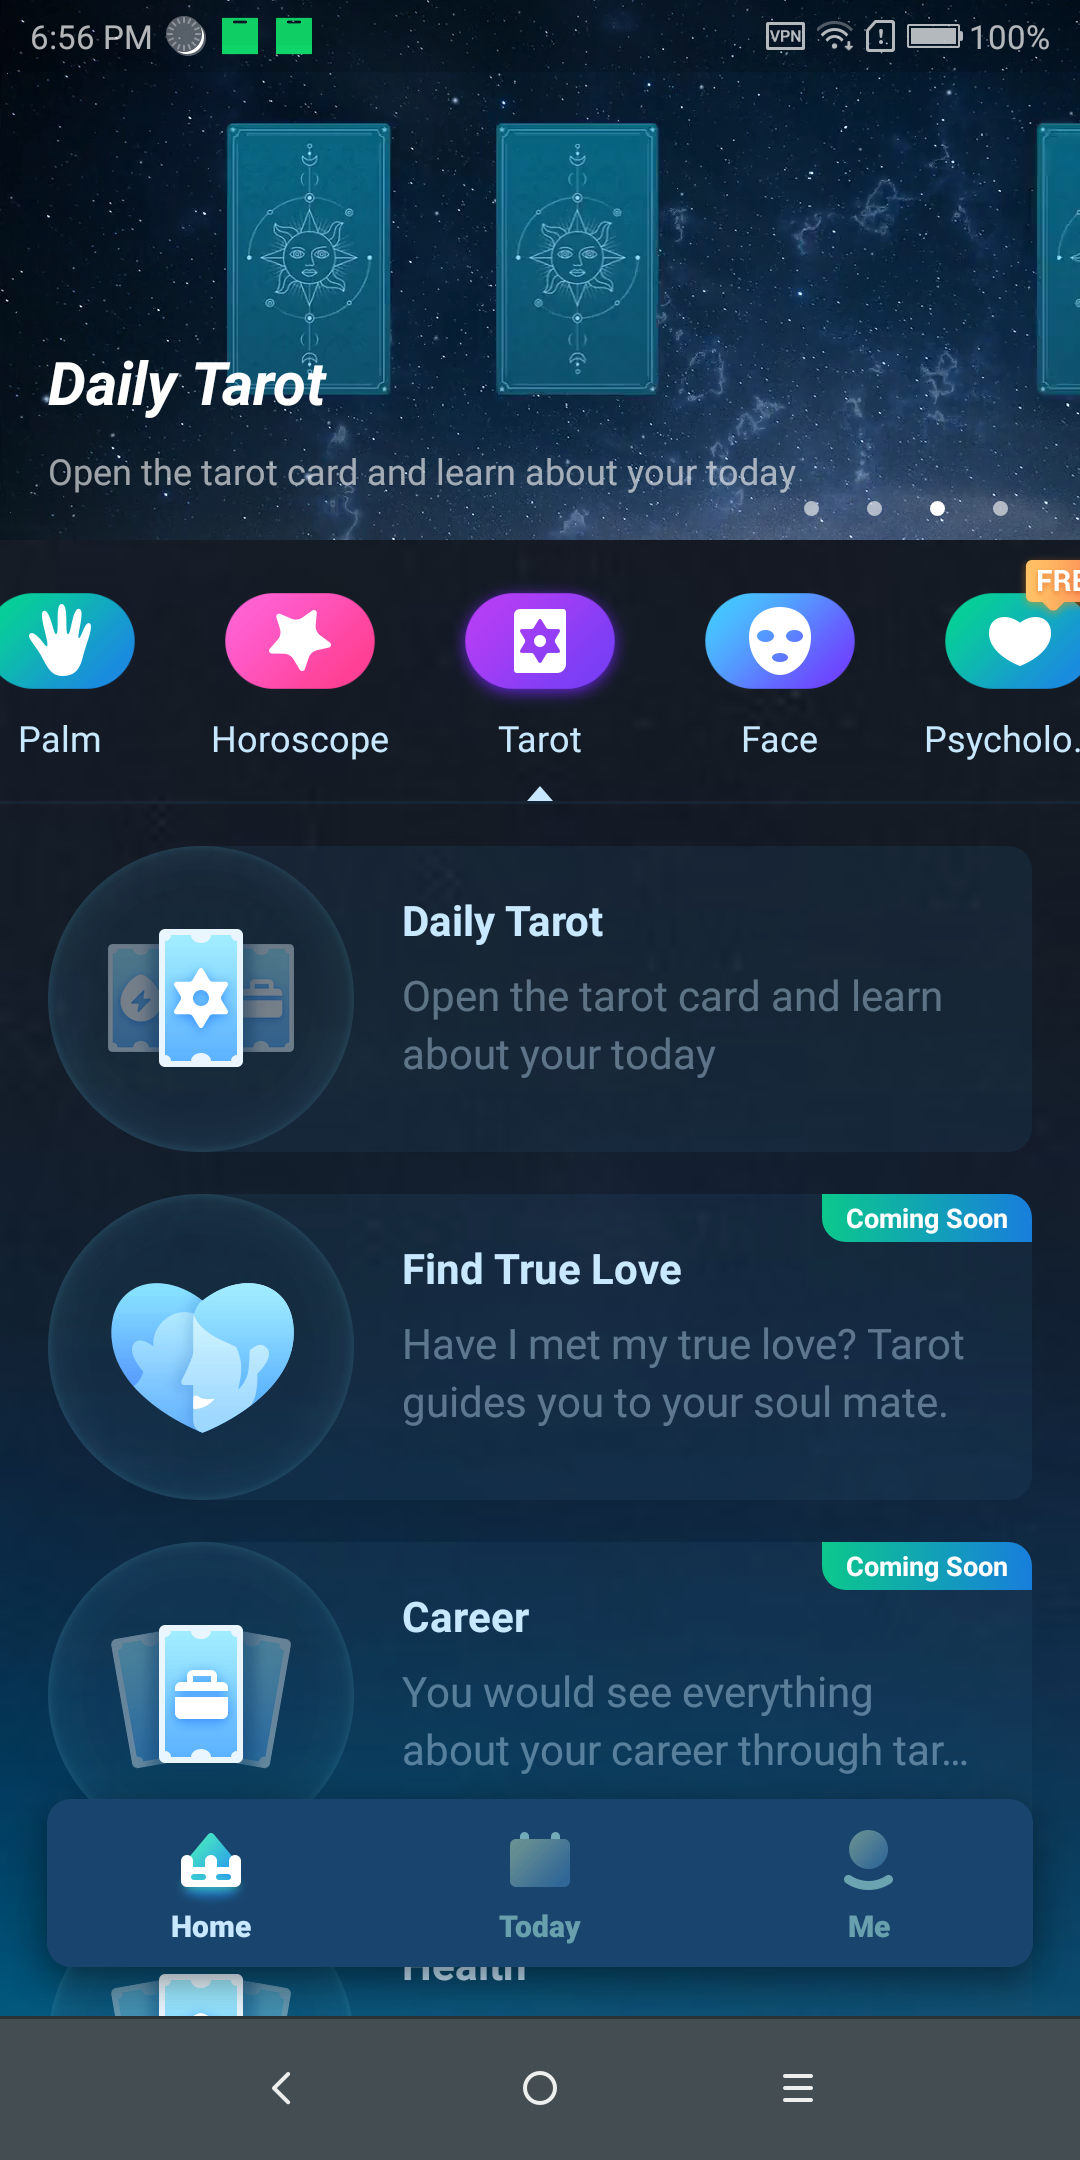 6:56 PM
VPN
100%
Daily Tarot
Open the tarot card and learn about your today
FRE
Palm
Horoscope
Tarot
Face
Psycholo.
Daily Tarot
Open the tarot card and learn
about your today
Coming Soon
Find True Love
Have I met my true love? Tarot
guides you to your soul mate.
Coming Soon
Career
You would see everything
about your career through tar...
Home
Today
Me
Health